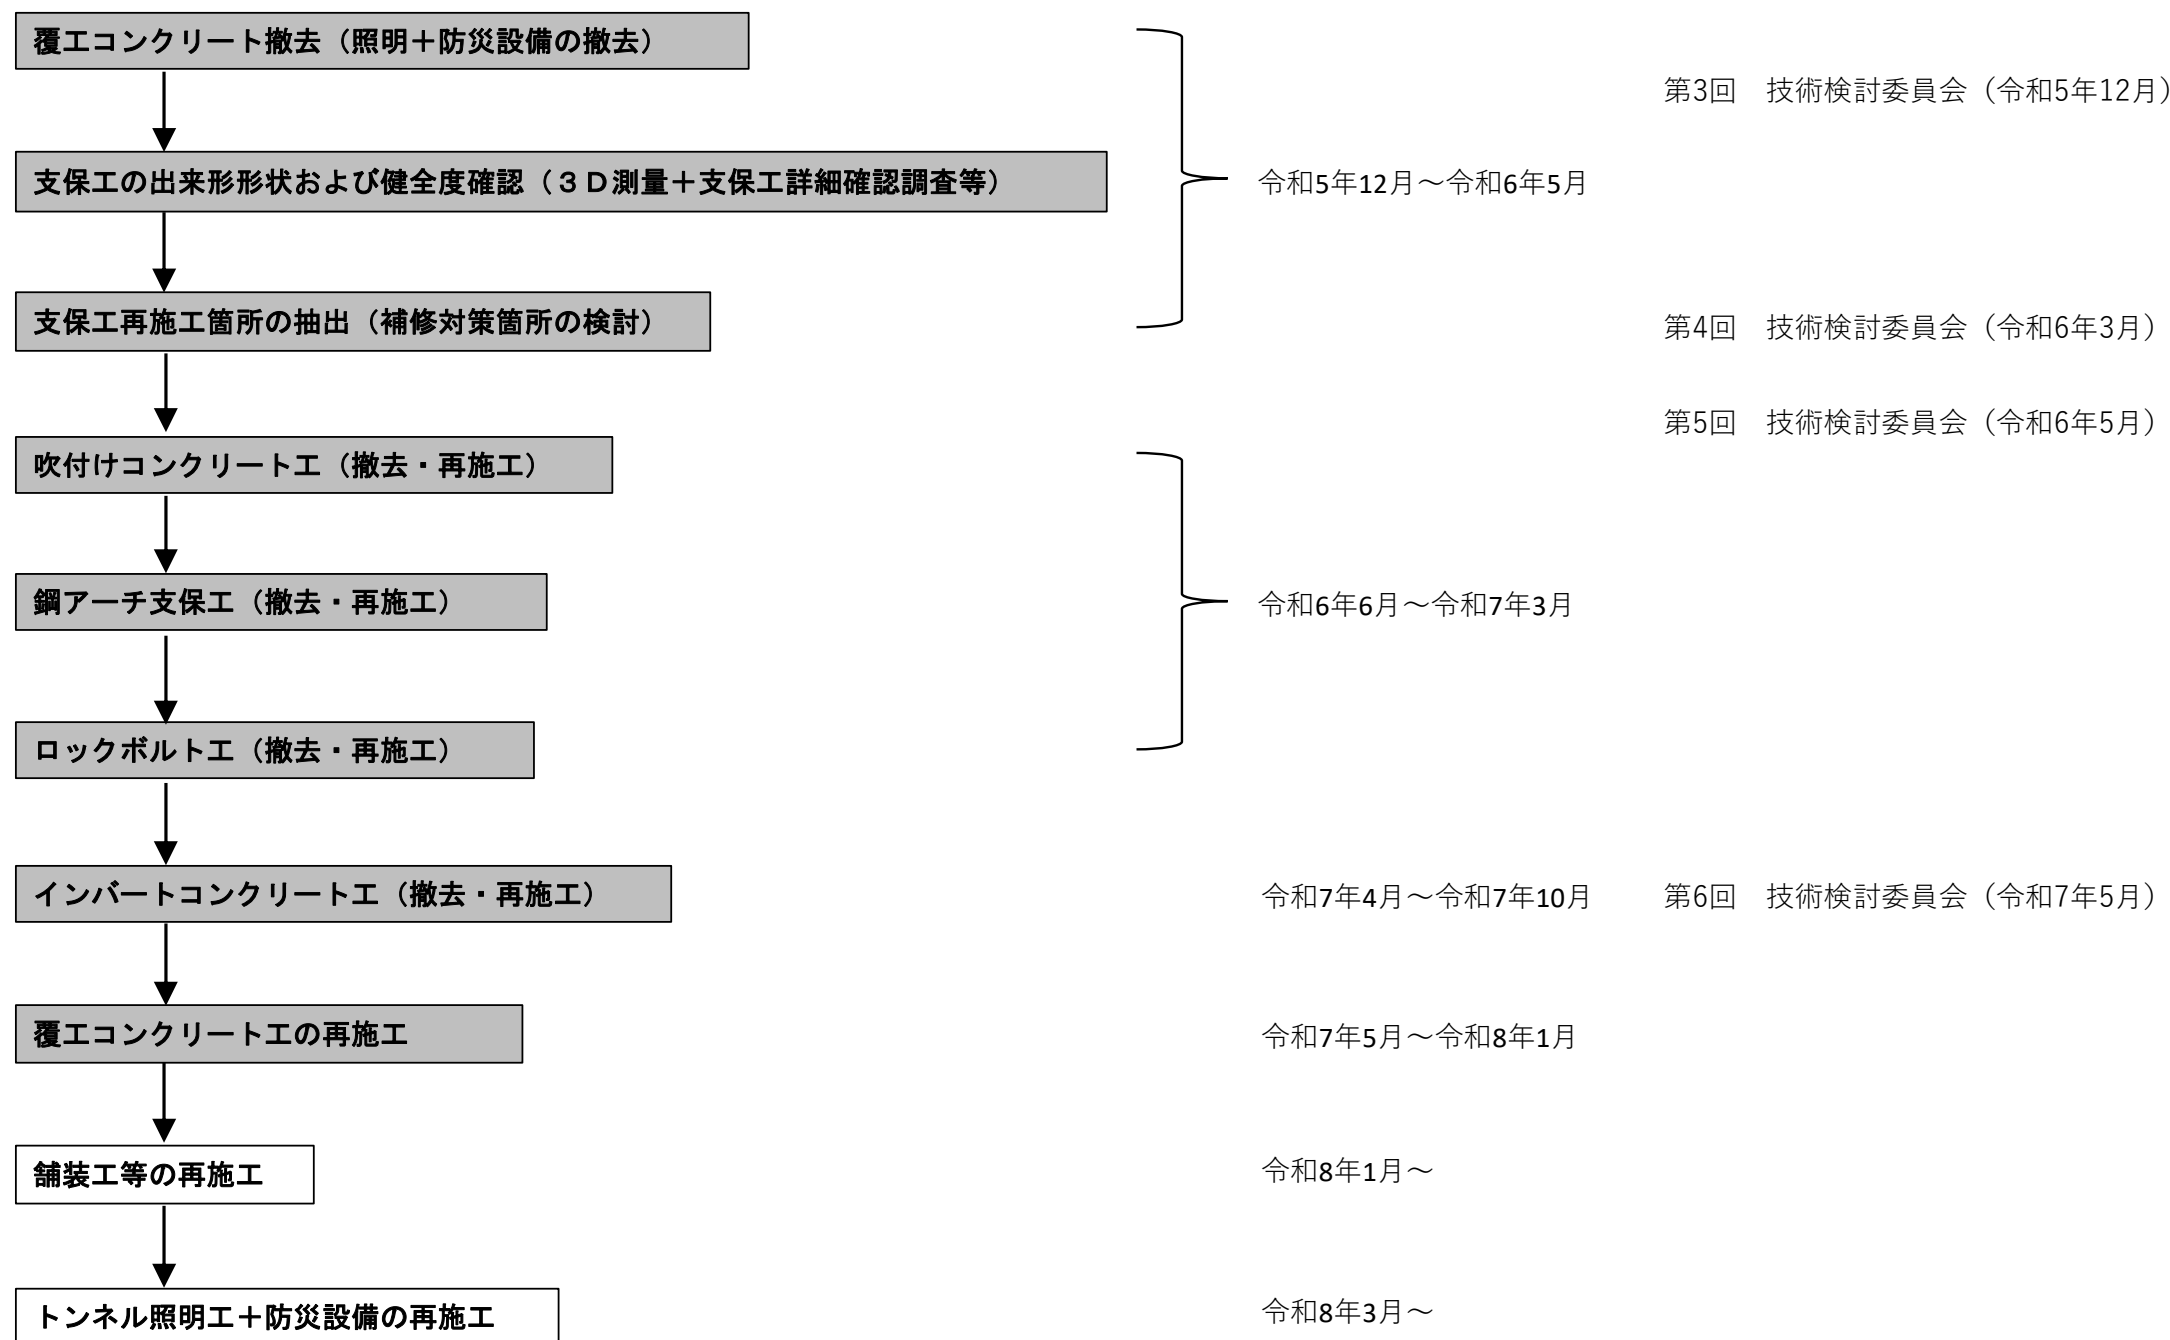 覆工コンクリート撤去（照明＋防災設備の撤去）
第3回　技術検討委員会（令和5年12月）
支保工の出来形形状および健全度確認（３Ｄ測量＋支保工詳細確認調査等）
令和5年12月～令和6年5月
支保工再施工箇所の抽出（補修対策箇所の検討）
第4回　技術検討委員会（令和6年3月）
第5回　技術検討委員会（令和6年5月）
吹付けコンクリート工（撤去・再施工）
鋼アーチ支保工（撤去・再施工）
令和6年6月～令和7年3月
ロックボルト工（撤去・再施工）
インバートコンクリート工（撤去・再施工）
令和7年4月～令和7年10月
第6回　技術検討委員会（令和7年5月）
覆工コンクリート工の再施工
令和7年5月～令和8年1月
舗装工等の再施工
令和8年1月～
トンネル照明工＋防災設備の再施工
令和8年3月～